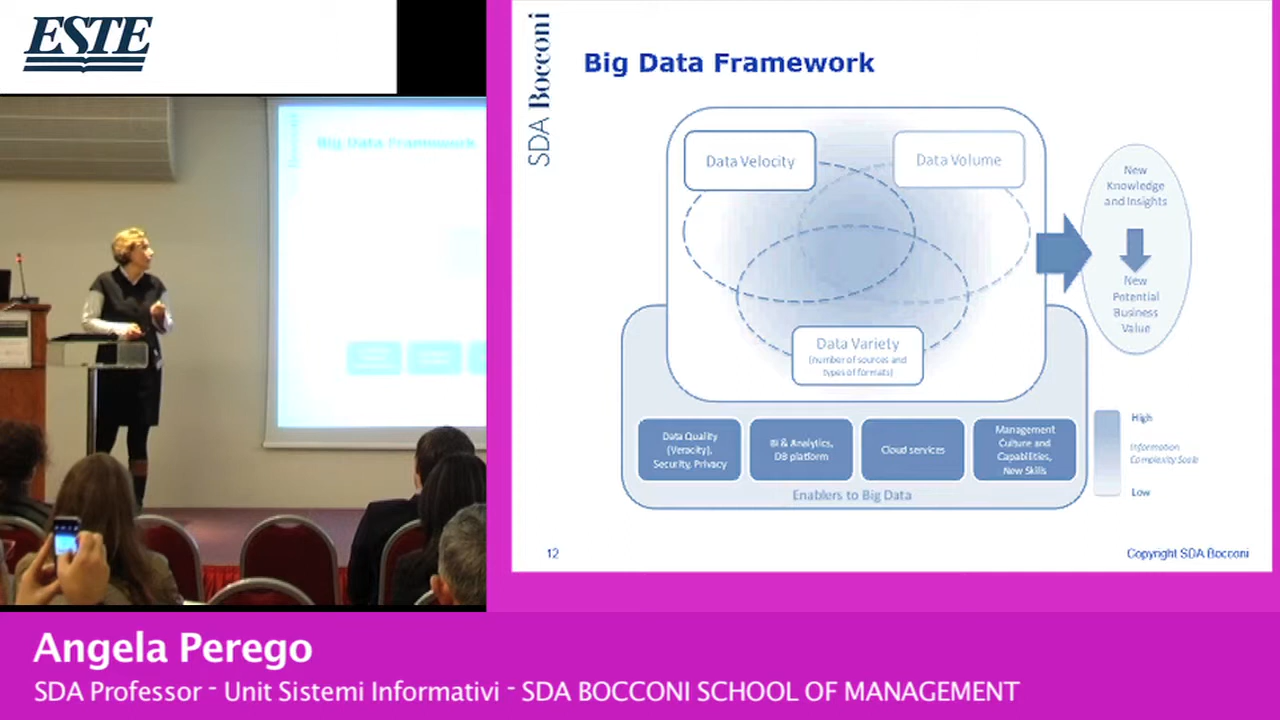 ESTE
SDA Bocconi
Big Data Framework
Data Velocity
Data Volume
Data Variety
(number of sources and
types of formats)
New
Knowledge
and Insights
New
Potential
Business
Value
Data Quality
(Veracity),
Security, Privacy
BI & Analytics,
DB platform
Cloud services
Management
Culture and
Capabilities,
New Skills
Enablers to Big Data
High
Information
Complexity Scale
Low
12
Copyright SDA Bocconi
Big Data Framework
Angela Perego
SDA Professor - Unit Sistemi Informativi - SDA BOCCONI SCHOOL OF MANAGEMENT